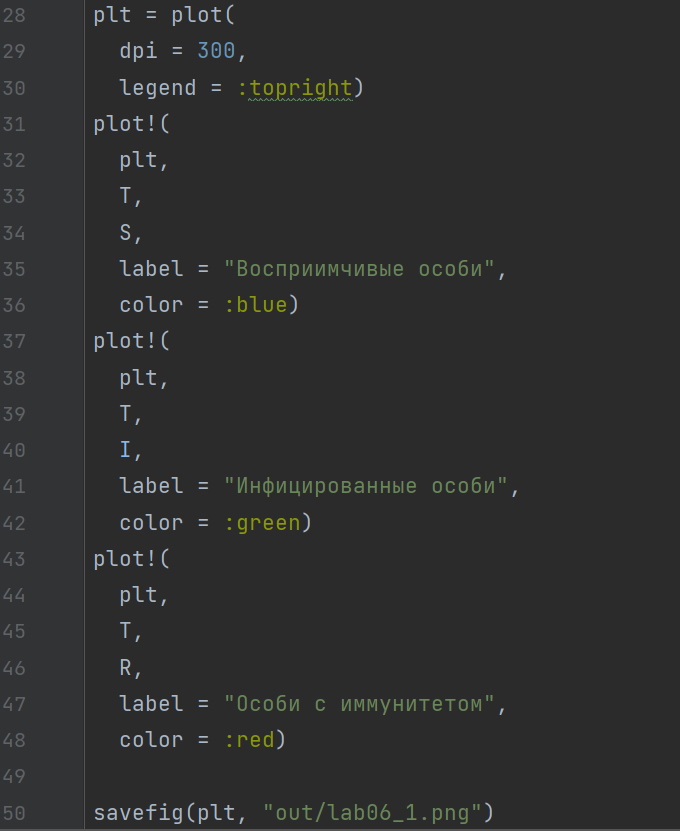 28 plt = plot(
29   dpi = 300,
30   legend = :topright)
31 plot!(
32   plt,
33   T,
34   S,
35   label = "Восприимчивые особи",
36   color = :blue)
37 plot!(
38   plt,
39   T,
40   I,
41   label = "Инфицированные особи",
42   color = :green)
43 plot!(
44   plt,
45   T,
46   R,
47   label = "Особи с иммунитетом",
48   color = :red)
49
50 savefig(plt, "out/lab06_1.png")